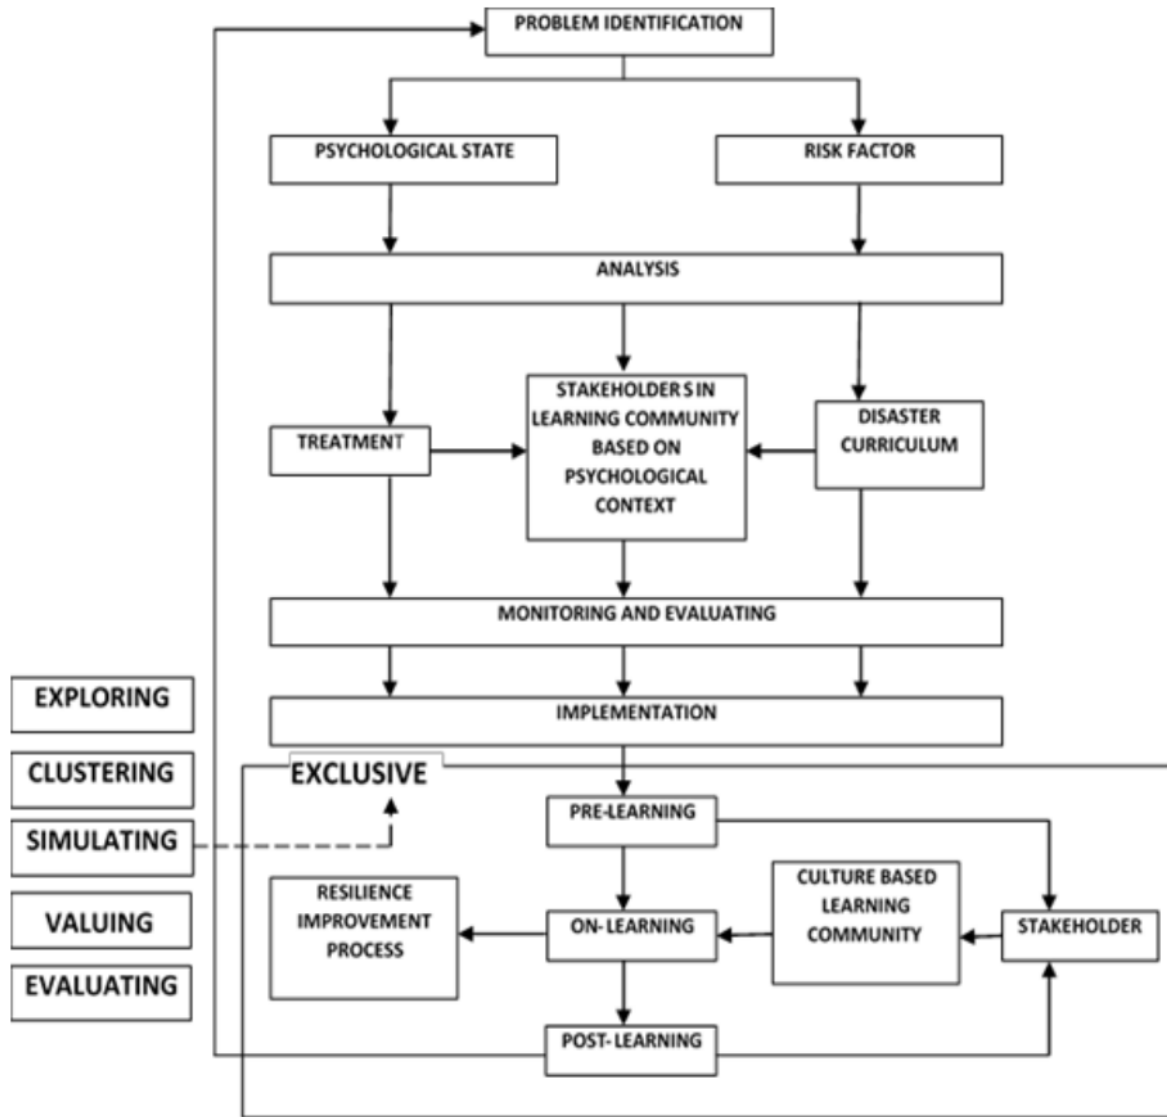 PROBLEM IDENTIFICATION
PSYCHOLOGICAL STATE
RISK FACTOR
ANALYSIS
STAKEHOLDERS IN
LEARNING COMMUNITY
BASED ON
PSYCHOLOGICAL
CONTEXT
TREATMENT
DISASTER
CURRICULUM
MONITORING AND EVALUATING
IMPLEMENTATION
EXPLORING
CLUSTERING
SIMULATING
VALUING
EVALUATING
EXCLUSIVE
PRE-LEARNING
RESILIENCE
IMPROVEMENT
PROCESS
ON- LEARNING
CULTURE BASED
LEARNING
COMMUNITY
STAKEHOLDER
POST- LEARNING